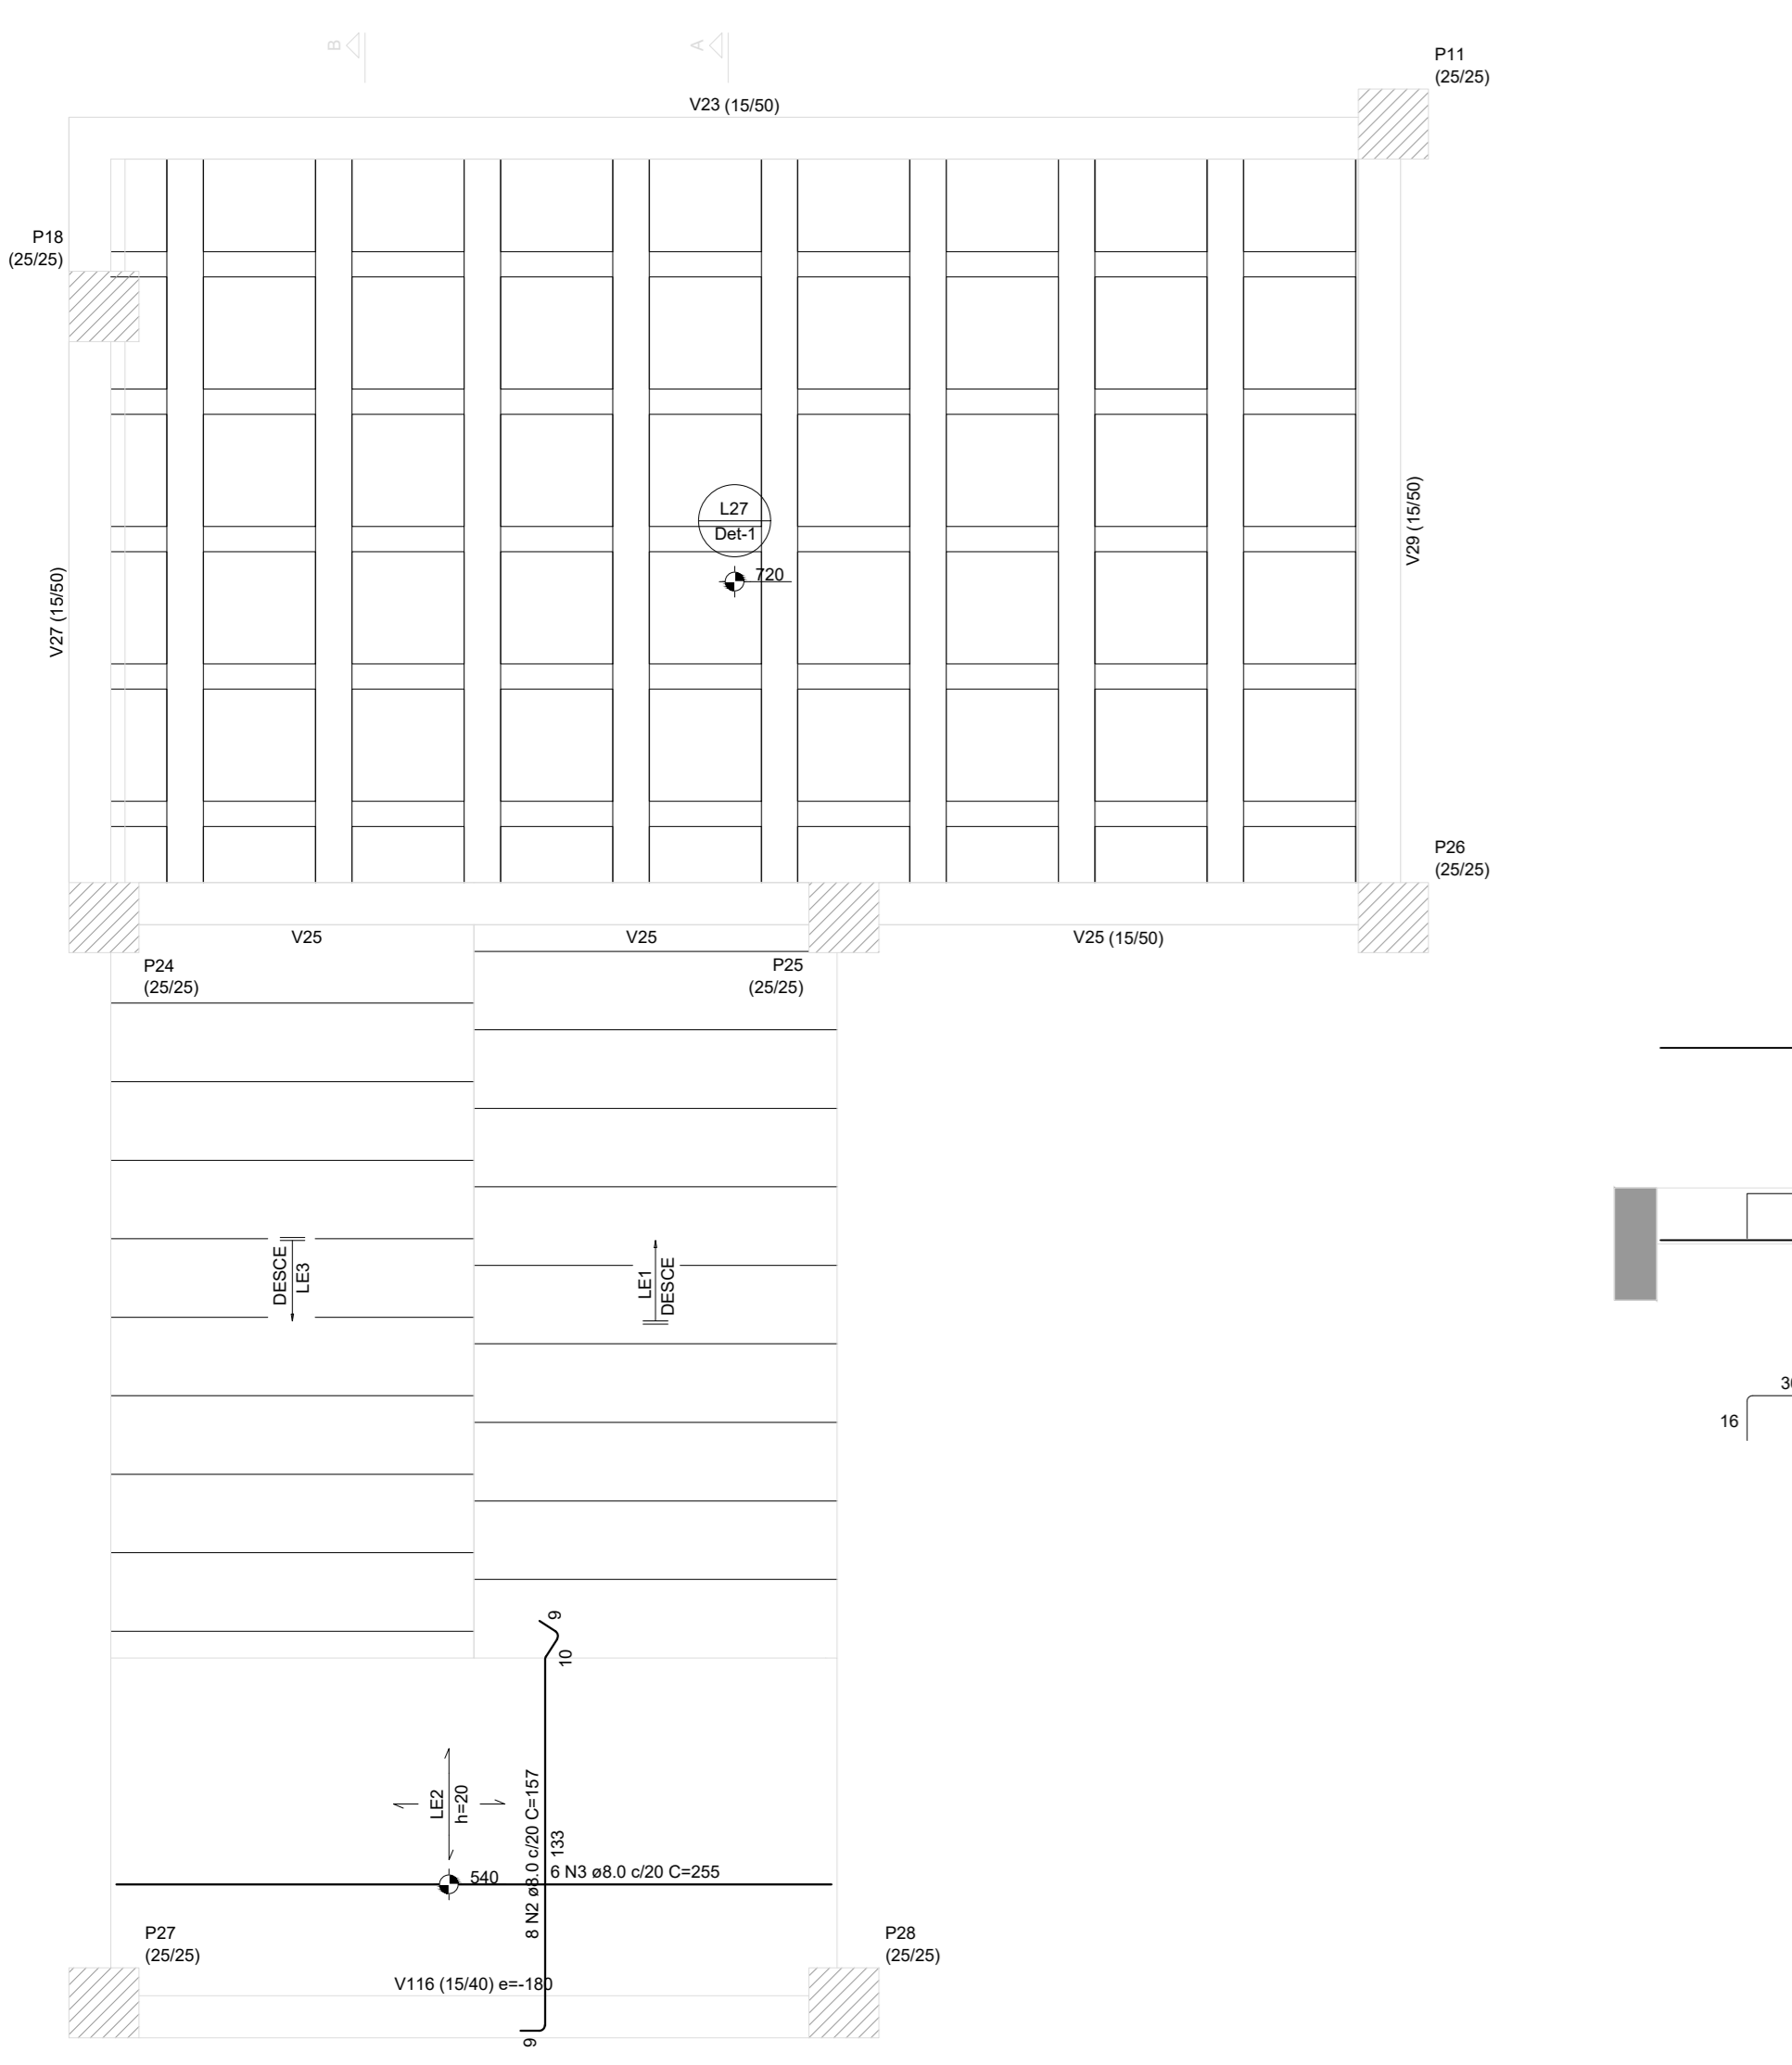 B
A
P11
(25/25)
V23 (15/50)
P18
(25/25)
L27
Det-1
720
V27 (15/50)
V29 (15/50)
P26
(25/25)
V25
V25
V25 (15/50)
P24
(25/25)
P25
(25/25)
DESCE
LE3
LE1
DESCE
16
9
10
LE2
h=20
8 N2 ø8.0 c/20 C=157
133
6 N3 ø8.0 c/20 C=255
540
P27
(25/25)
P28
(25/25)
V116 (15/40) e=-180
9